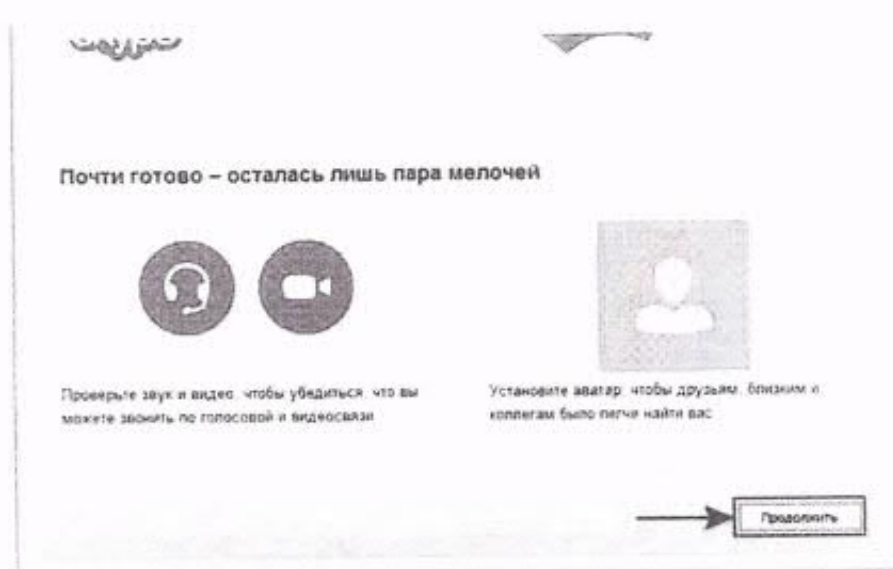 Почти готово – осталась лишь пара мелочей
Проверьте звук и видео, чтобы убедиться, что вы
можете звонить по голосовой и видеосвязи
Установите аватар, чтобы друзьям, близким и
коллегам было легче найти вас
Продолжить